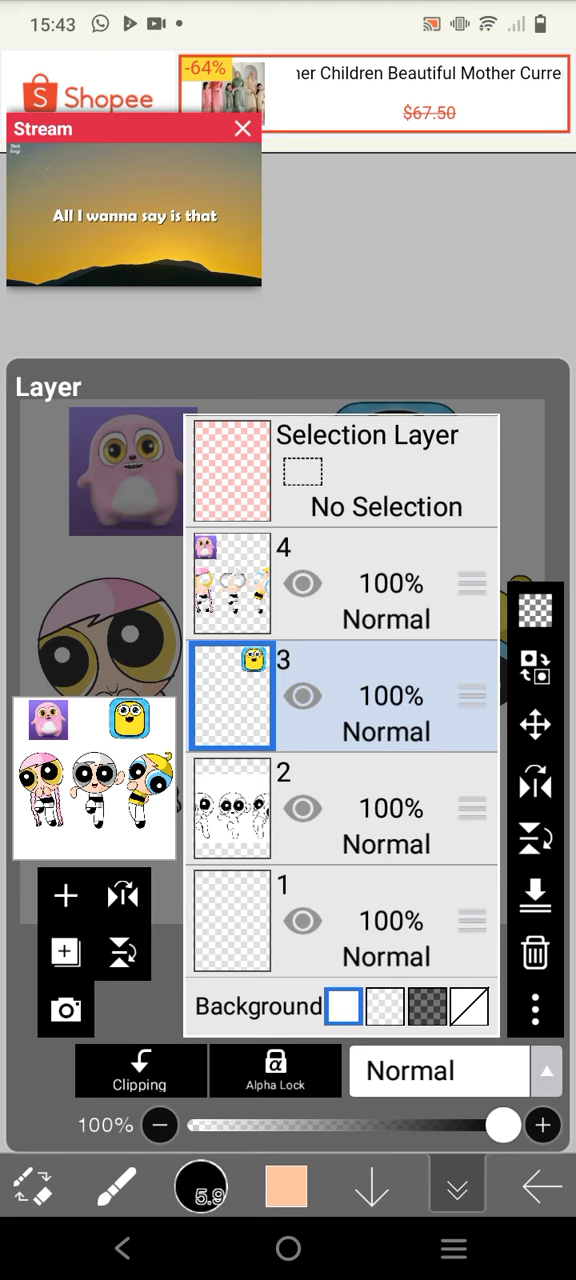 15:43
-64%
ner Children Beautiful Mother Curre
Shopee
$67.50
Stream
All I wanna say is that
Layer
Selection Layer
No Selection
4
100%
Normal
3
100%
Normal
2
100%
Normal
1
100%
Normal
Background
Clipping
Alpha Lock
Normal
100%
5.9